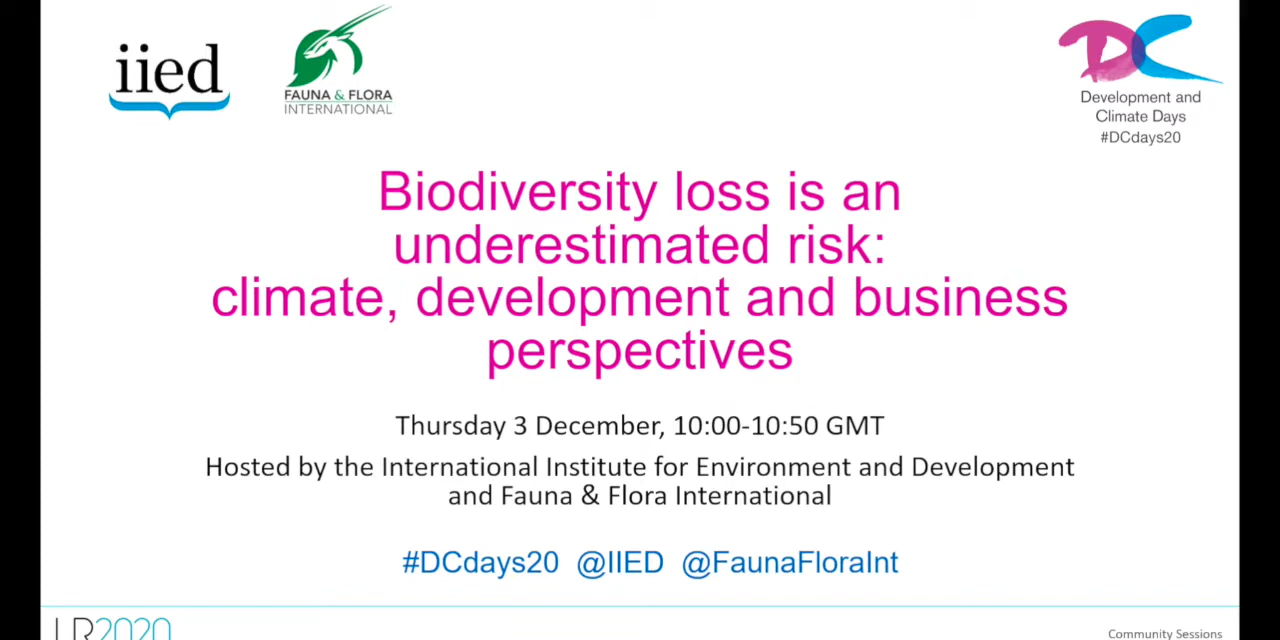 iied
FAUNA & FLORA
INTERNATIONAL
DC
Development and
Climate Days
#DCdays20
Biodiversity loss is an
underestimated risk:
climate, development and business
perspectives
Thursday 3 December, 10:00-10:50 GMT
Hosted by the International Institute for Environment and Development
and Fauna & Flora International
#DCdays20 @IIED @FaunaFloraInt
LR2020
Community Sessions